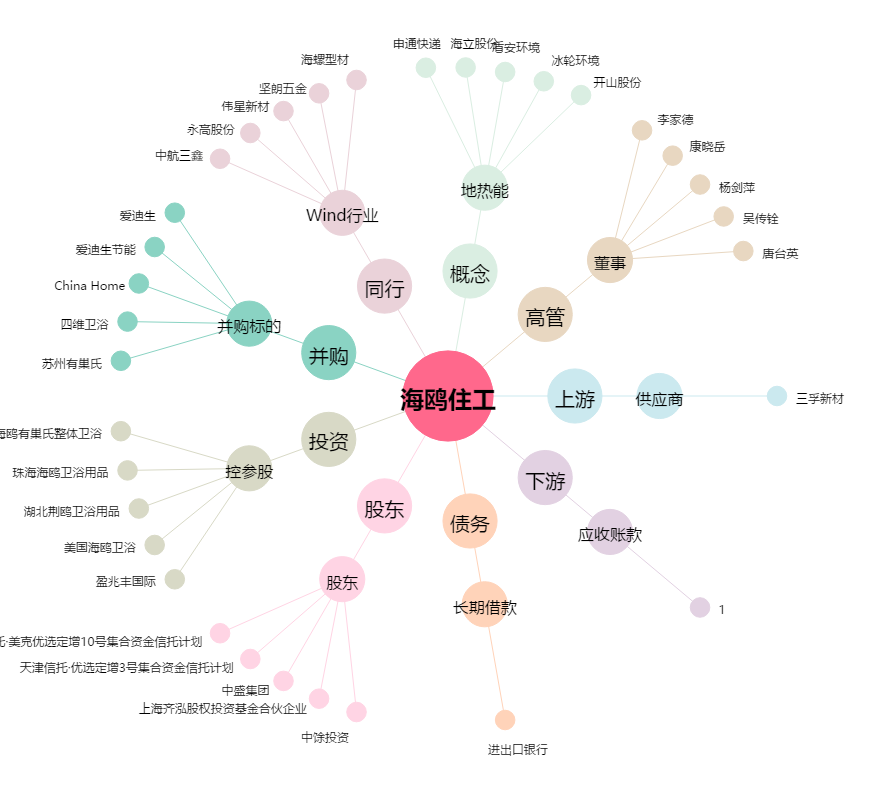 申通快递
海立股份
盾安环境
海螺型材
冰轮环境
坚朗五金
开山股份
伟星新材
李家德
永高股份
康晓岳
中航三鑫
地热能
杨剑萍
爱迪生
Wind行业
吴传铨
爱迪生节能
唐台英
董事
概念
China Home
同行
高管
四维卫浴
并购标的
苏州有巢氏
并购
海鸥住工
上游
供应商
三孚新材
海鸥有巢氏整体卫浴
投资
珠海海鸥卫浴用品
控参股
下游
湖北荆鸥卫浴用品
股东
债务
美国海鸥卫浴
应收账款
盈兆丰国际
股东
长期借款
1
托·美克优选定增10号集合资金信托计划
天津信托·优选定增3号集合资金信托计划
中盛集团
上海齐泓股权投资基金合伙企业
中馀投资
进出口银行